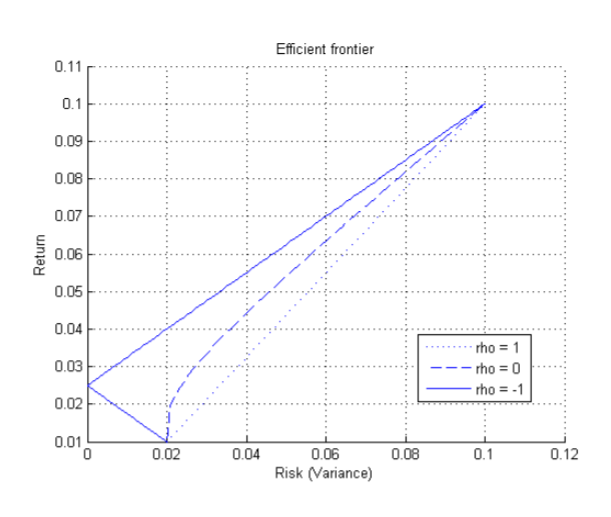 Efficient frontier
0.11
0.1
0.09
0.08
0.07
0.06
0.05
0.04
0.03
0.02
0.01
Return
rho = 1
rho = 0
rho = -1
0 0.02 0.04 0.06 0.08 0.1 0.12
Risk (Variance)